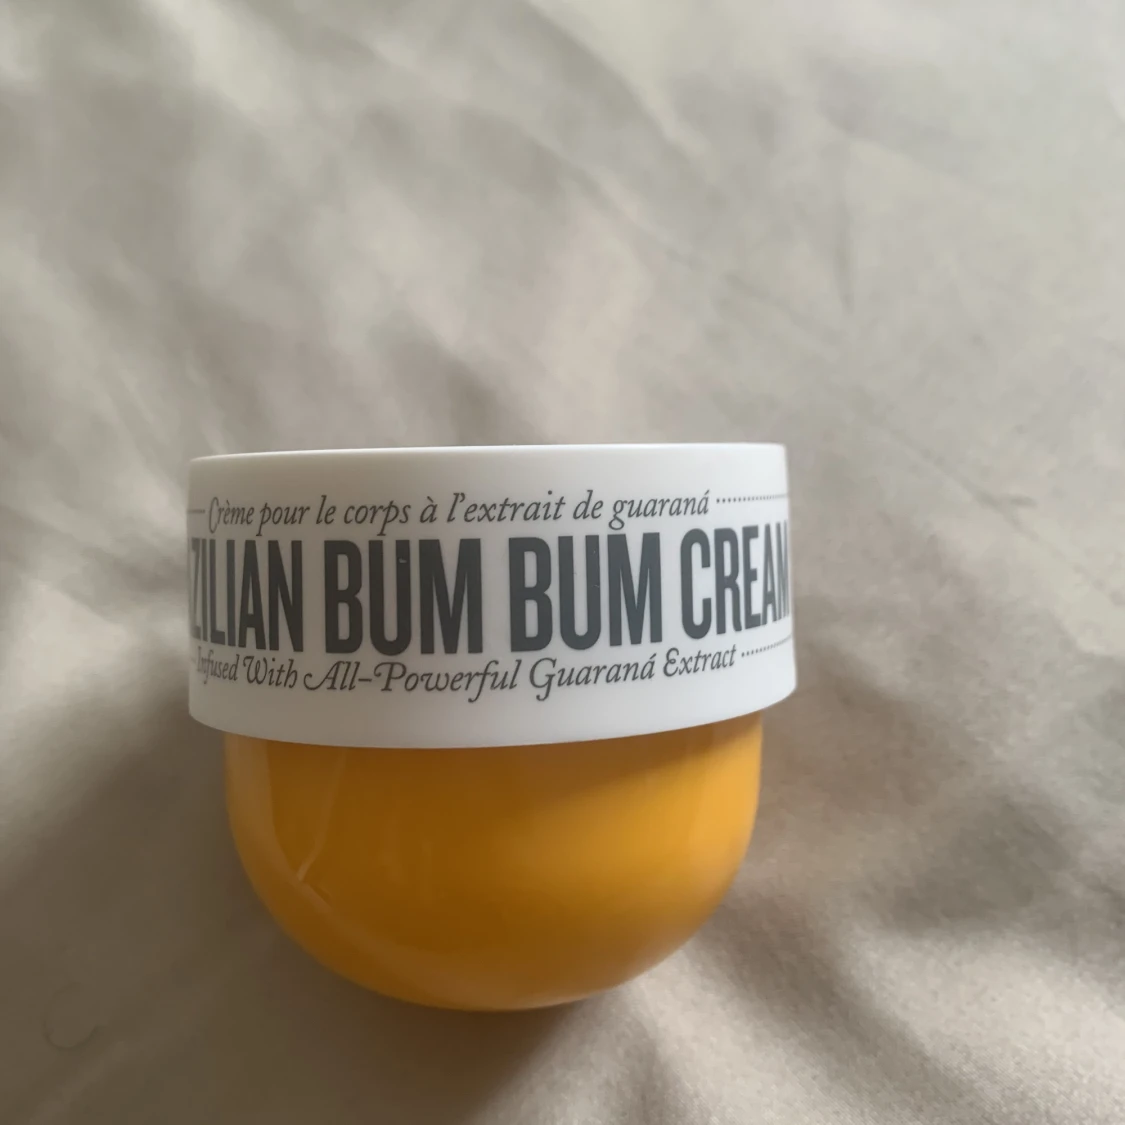 Crème pour le corps à l'extrait de guaraná
ZILIAN BUM BUM CREAM
Infused With All-Powerful Guaraná Extract